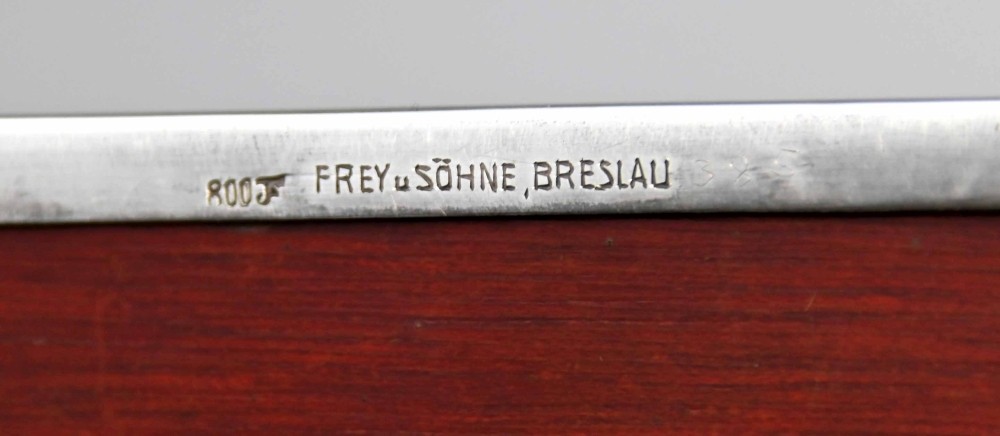 800 FREY u SÖHNE, BRESLAU